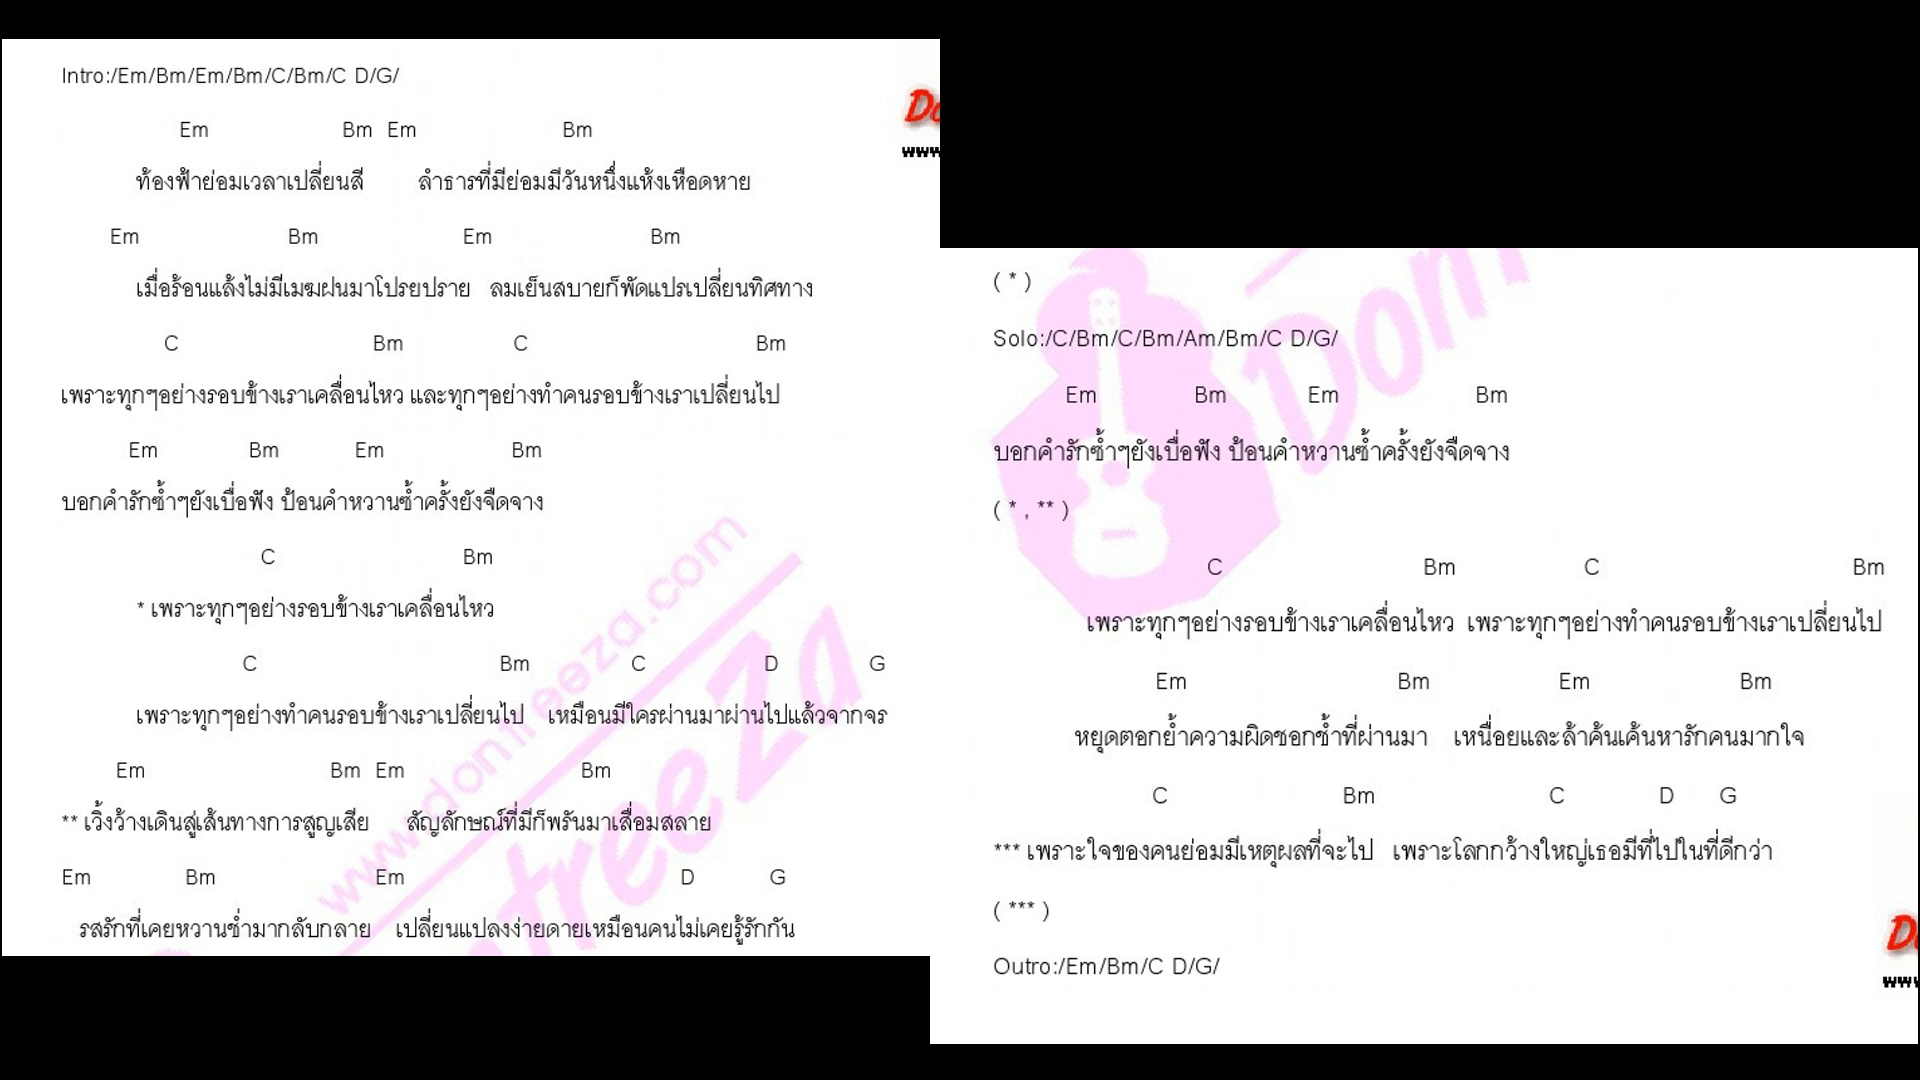 Intro:/Em/Bm/Em/Bm/C/Bm/C D/G/
Em Bm Em Bm
ท้องฟ้าย่อมเวลาเปลี่ยนสี ลำธารที่มีย่อมมีวันหนึ่งแห้งเหือดหาย
Em Bm Em Bm
เมื่อร้อนแล้งไม่มีเมฆฝนมาโปรยปราย ลมเย็นสบายก็พัดแปรเปลี่ยนทิศทาง
C Bm C Bm
เพราะทุกๆอย่างรอบข้างเราเคลื่อนไหว และทุกๆอย่างทำคนรอบข้างเราเปลี่ยนไป
Em Bm Em Bm
บอกคำรักซ้ำๆยังเบื่อฟัง ป้อนคำหวานซ้ำครั้งยังจืดจาง
C Bm
* เพราะทุกๆอย่างรอบข้างเราเคลื่อนไหว
C Bm C D G
เพราะทุกๆอย่างทำคนรอบข้างเราเปลี่ยนไป เหมือนมีใครผ่านมาผ่านไปแล้วจากจร
Em Bm Em Bm
** เวิ้งว้างเดินสู่เส้นทางการสูญเสีย สัญลักษณ์ที่มีก็พรันมาเสื่อมสลาย
Em Bm Em D G
รสรักที่เคยหวานช่ำมากลับกลาย เปลี่ยนแปลงง่ายดายเหมือนคนไม่เคยรู้รักกัน
www.donfreeza.com
( * )
Solo:/C/Bm/C/Bm/Am/Bm/C D/G/
Em Bm Em Bm
บอกคำรักซ้ำๆยังเบื่อฟัง ป้อนคำหวานซ้ำครั้งยังจืดจาง
( * , ** )
C Bm C Bm
เพราะทุกๆอย่างรอบข้างเราเคลื่อนไหว เพราะทุกๆอย่างทำคนรอบข้างเราเปลี่ยนไป
Em Bm Em Bm
หยุดตอกย้ำความผิดชอกช้ำที่ผ่านมา เหนื่อยและล้าค้นเค้นหารักคนมากใจ
C Bm C D G
*** เพราะใจของคนย่อมมีเหตุผลที่จะไป เพราะโลกกว้างใหญ่เธอมีที่ไปในที่ดีกว่า
( *** )
Outro:/Em/Bm/C D/G/